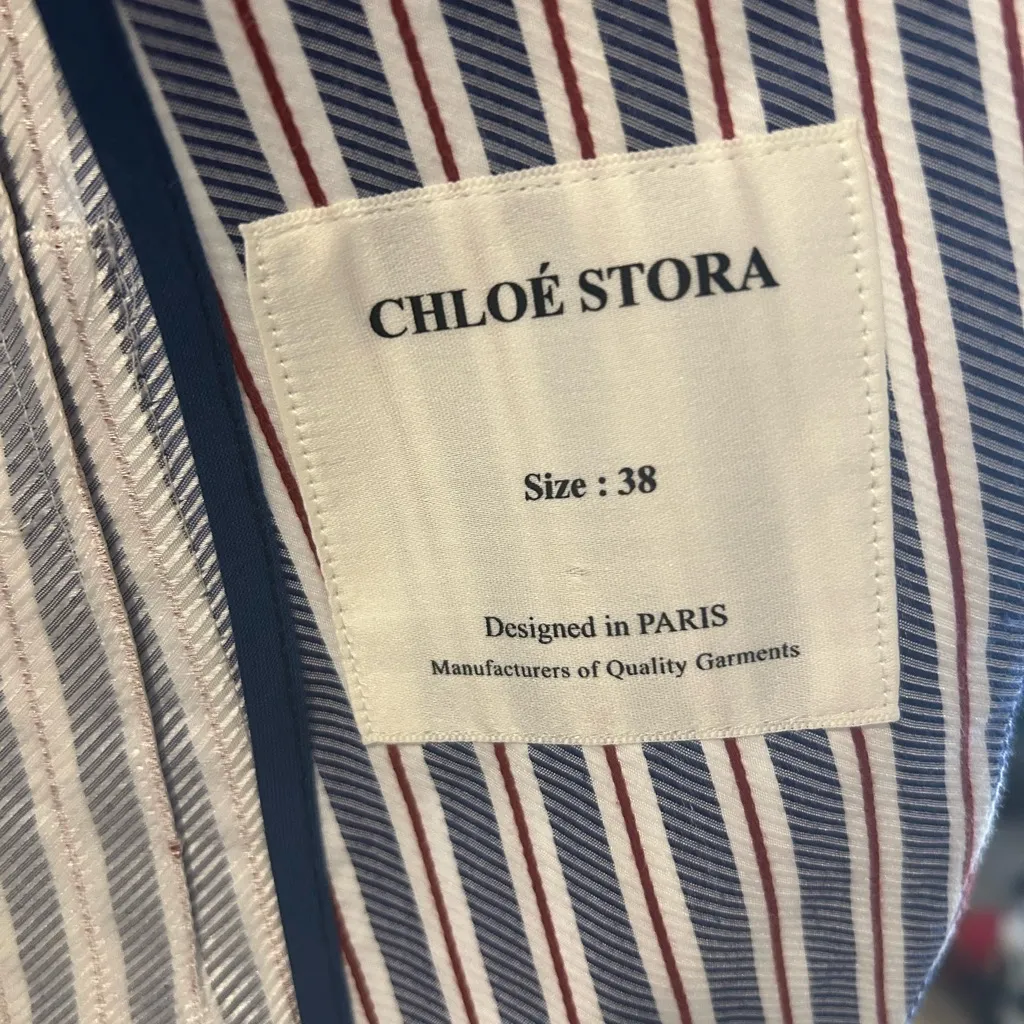 CHLOÉ STORA
Size : 38
Designed in PARIS
Manufacturers of Quality Garments